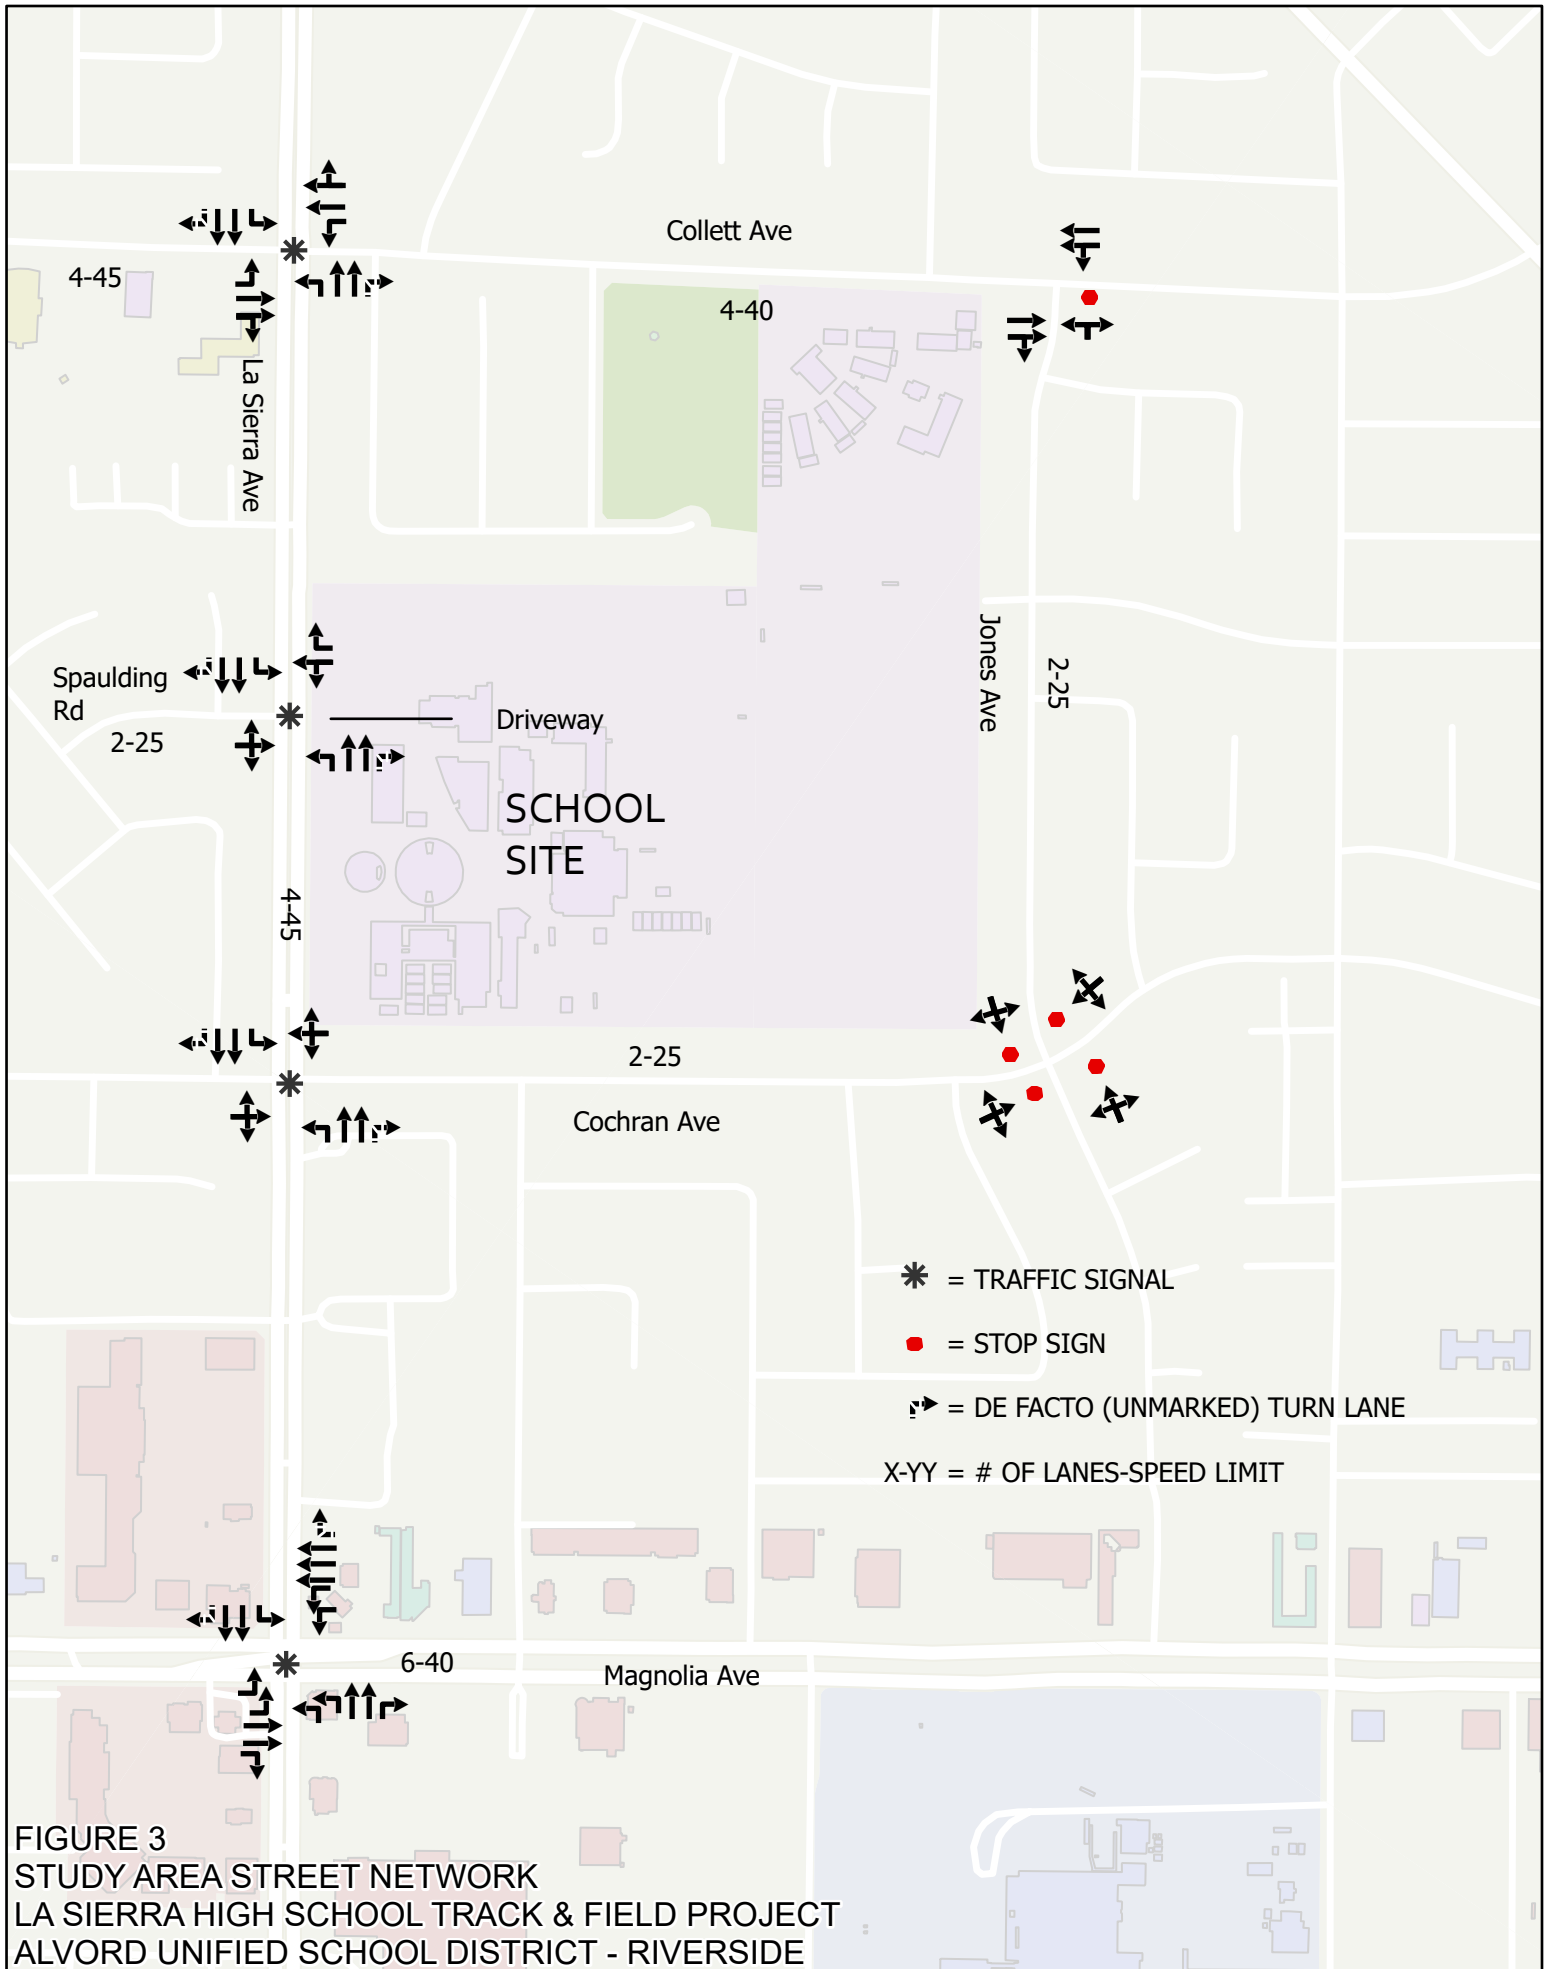 Collett Ave
4-45
4-40
La Sierra Ave
Jones Ave
2-25
Spaulding
Rd
2-25
Driveway
SCHOOL
SITE
4-45
2-25
Cochran Ave
= TRAFFIC SIGNAL
= STOP SIGN
= DE FACTO (UNMARKED) TURN LANE
X-YY = # OF LANES-SPEED LIMIT
6-40
Magnolia Ave
FIGURE 3
STUDY AREA STREET NETWORK
LA SIERRA HIGH SCHOOL TRACK & FIELD PROJECT
ALVORD UNIFIED SCHOOL DISTRICT - RIVERSIDE